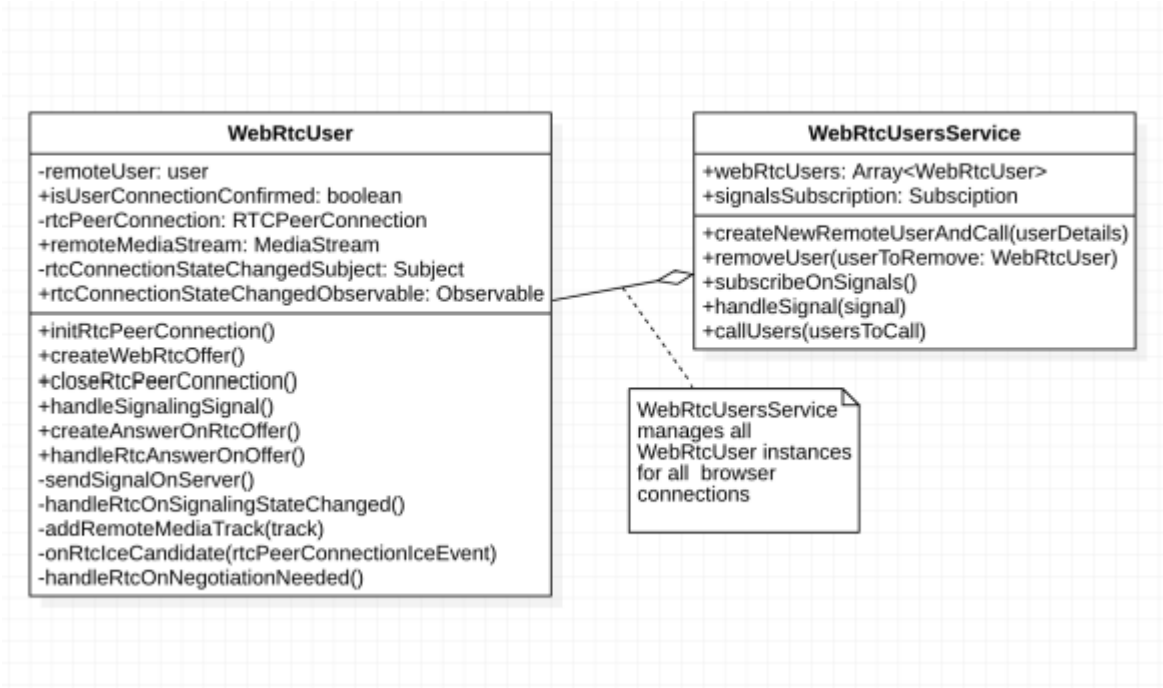 WebRtcUser
-remoteUser: user
+isUserConnectionConfirmed: boolean
-rtcPeerConnection: RTCPeerConnection
+remoteMediaStream: MediaStream
-rtcConnectionStateChangedSubject: Subject
+rtcConnectionStateChangedObservable: Observable
+initRtcPeerConnection()
+createWebRtcOffer()
+closeRtcPeerConnection()
+handleSignalingSignal()
+createAnswerOnRtcOffer()
+handleRtcAnswerOnOffer()
-sendSignalOnServer()
-handleRtcOnSignalingStateChanged()
-addRemoteMediaTrack(track)
-onRtcIceCandidate(rtcPeerConnectionIceEvent)
-handleRtcOnNegotiationNeeded()
WebRtcUsersService
+webRtcUsers: Array<WebRtcUser>
+signalsSubscription: Subsciption
+createNewRemoteUserAndCall(userDetails)
+removeUser(userToRemove: WebRtcUser)
+subscribeOnSignals()
+handleSignal(signal)
+callUsers(usersToCall)
WebRtcUsersService
manages all
WebRtcUser instances
for all browser
connections